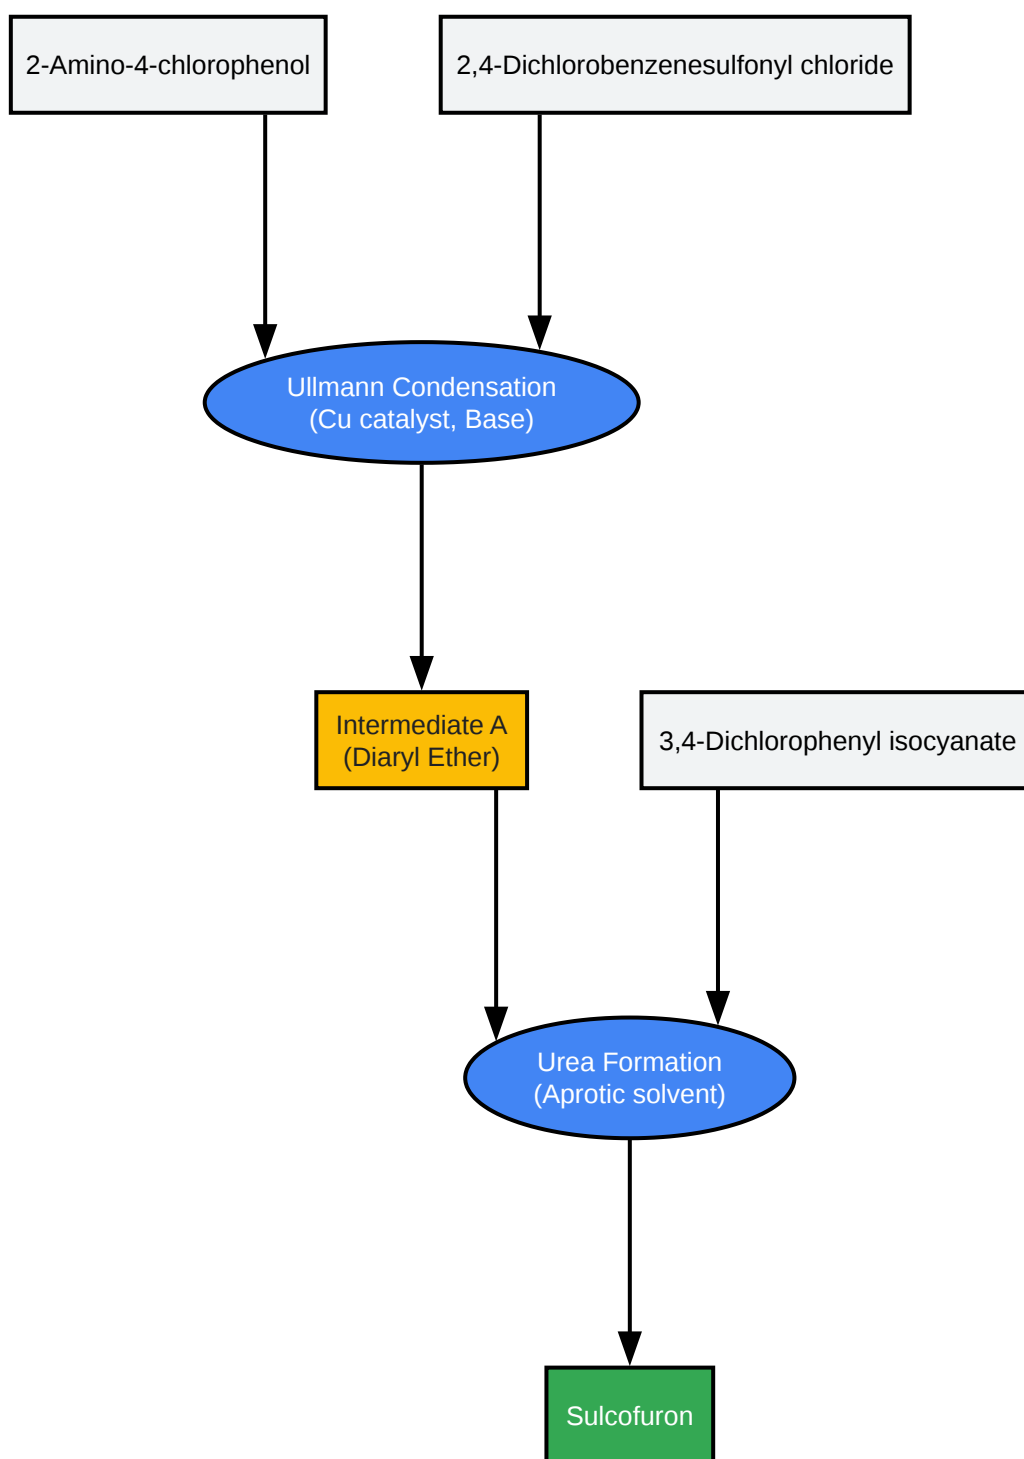 2-Amino-4-chlorophenol
2,4-Dichlorobenzenesulfonyl chloride
Ullmann Condensation
(Cu catalyst, Base)
Intermediate A
(Diaryl Ether)
3,4-Dichlorophenyl isocyanate
Urea Formation
(Aprotic solvent)
Sulcofuron